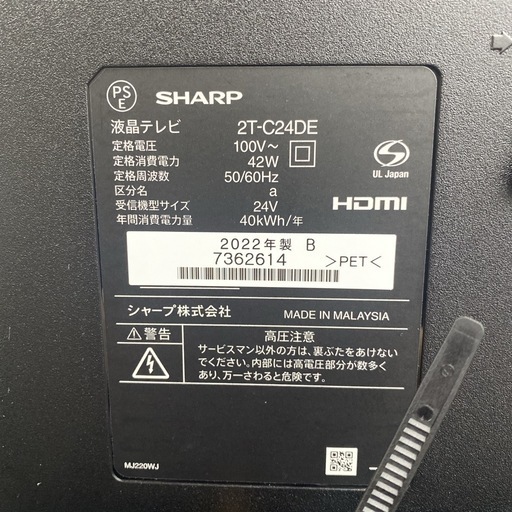 PS
E
SHARP
液晶テレビ 2T-C24DE
定格電圧 100V～
定格消費電力 42W
定格周波数 50/60Hz
区分名 a
受信機型サイズ 24V
年間消費電力量 40kWh/年
UL Japan
HDMI
2022年製 B
7362614 >PET<
シャープ株式会社 MADE IN MALAYSIA
⚠警告 高圧注意
サービスマン以外の方は、裏ぶたをあけない
でください。内部には高電圧部分が数多く
あり、万一さわると危険です。
MJ220WJ